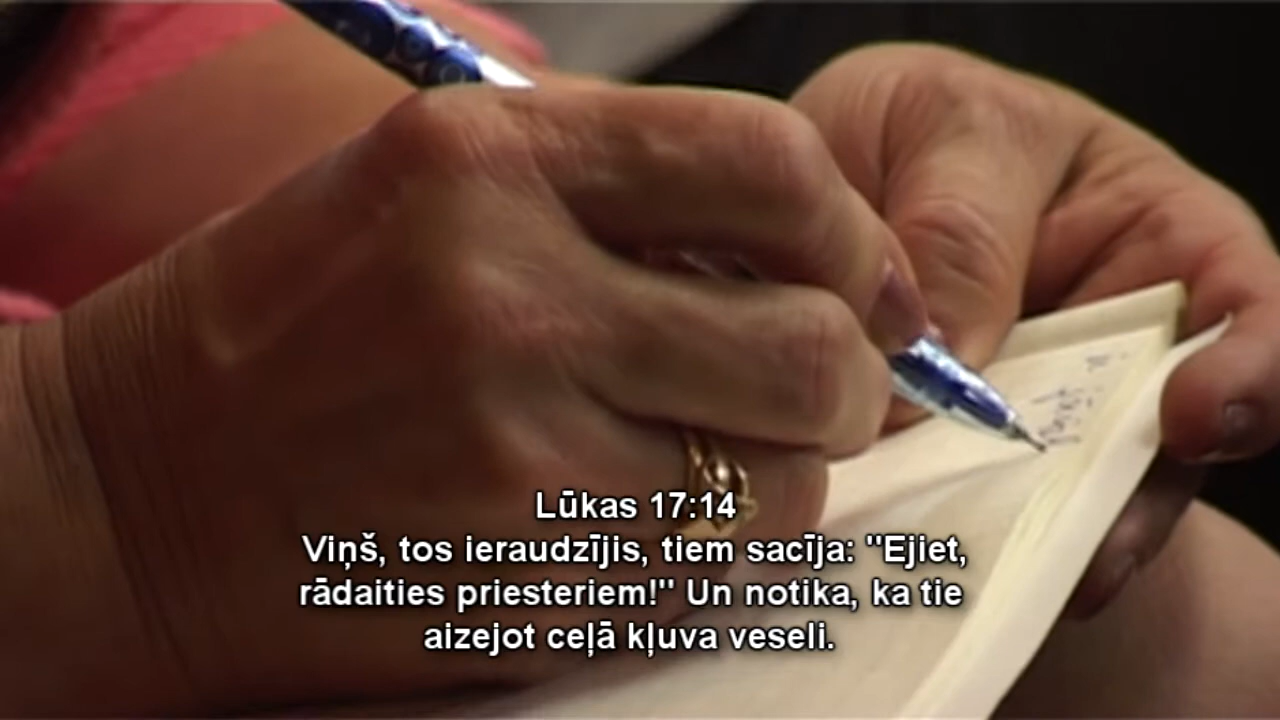 Lūkas 17:14
Viņš, tos ieraudzījis, tiem sacīja: "Ejiet,
rādaities priesteriem!" Un notika, ka tie
aizejot ceļā kļuva veseli.